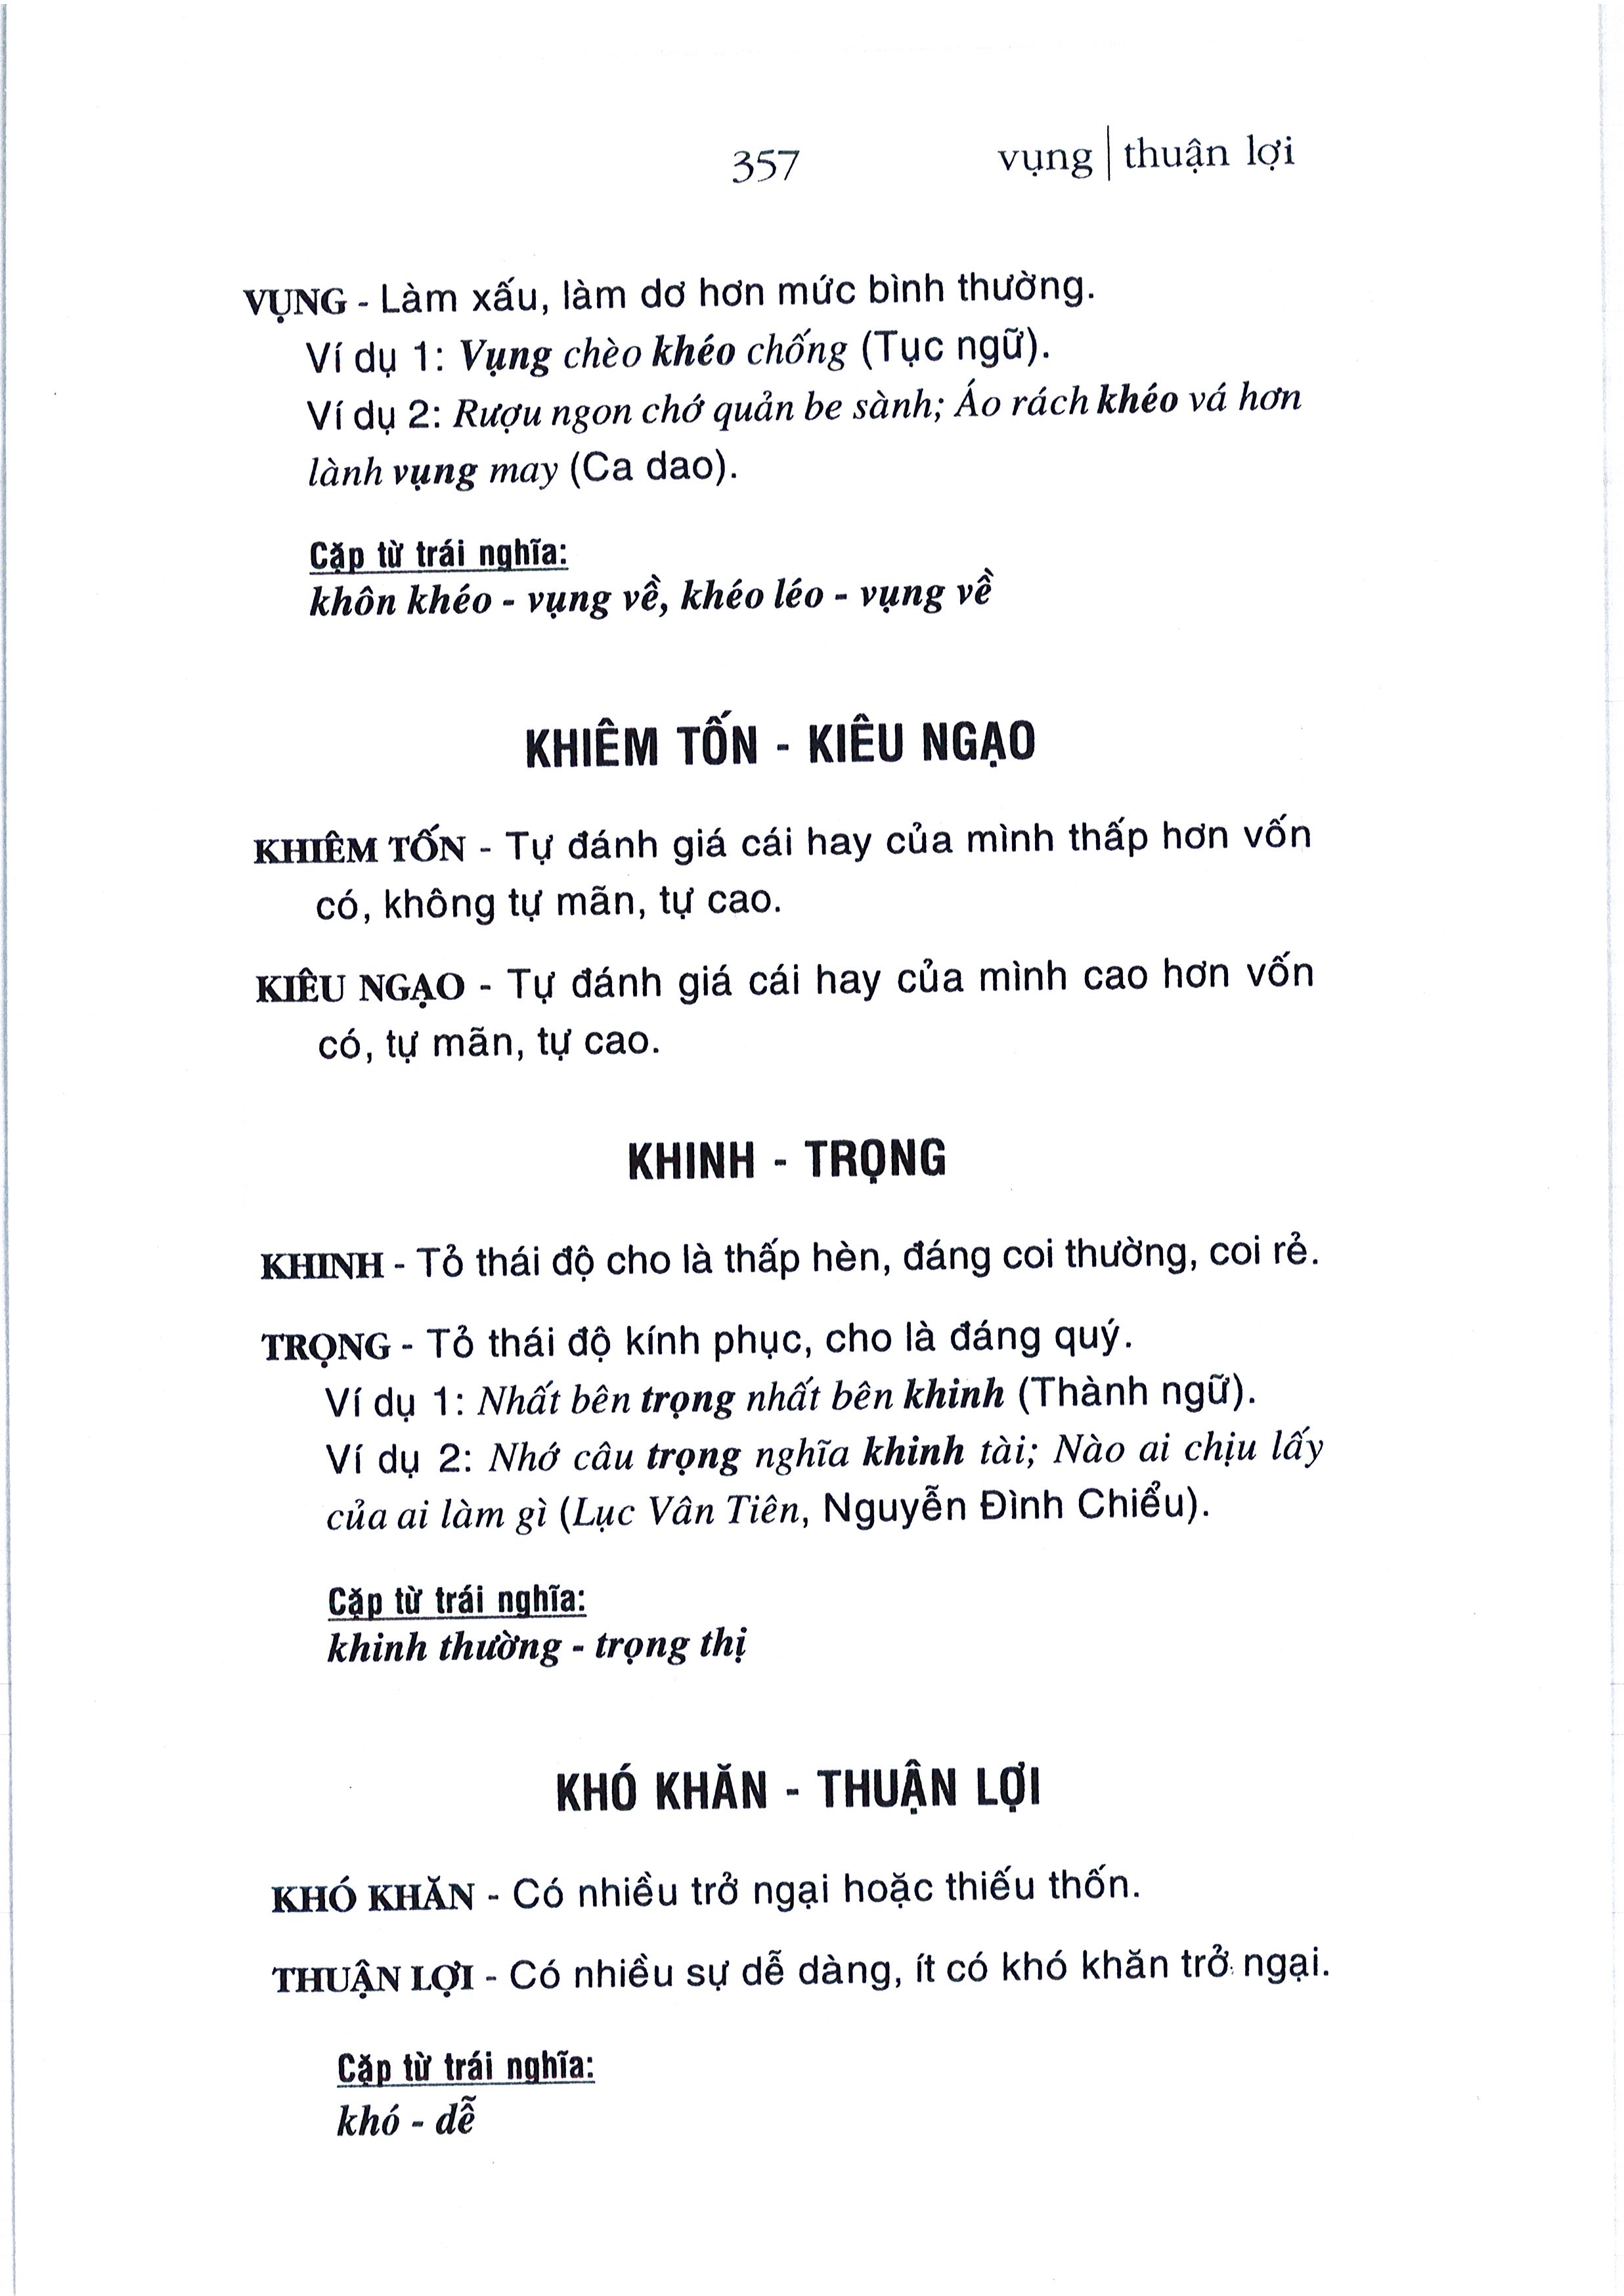 357
vụng | thuận lợi
VỤNG - Làm xấu, làm dơ hơn mức bình thường.
Ví dụ 1: Vụng chèo khéo chống (Tục ngữ).
Ví dụ 2: Rượu ngon chớ quản be sành; Áo rách khéo vá hơn
lành vụng may (Ca dao).
Cặp từ trái nghĩa:
khôn khéo - vụng về, khéo léo - vụng về
KHIÊM TỐN - KIÊU NGẠO
KHIÊM TỐN - Tự đánh giá cái hay của mình thấp hơn vốn
có, không tự mãn, tự cao.
KIÊU NGẠO - Tự đánh giá cái hay của mình cao hơn vốn
có, tự mãn, tự cao.
KHINH - TRỌNG
KHINH - Tỏ thái độ cho là thấp hèn, đáng coi thường, coi rẻ.
TRỌNG - Tỏ thái độ kính phục, cho là đáng quý.
Ví dụ 1: Nhất bên trọng nhất bên khinh (Thành ngữ).
Ví dụ 2: Nhớ câu trọng nghĩa khinh tài; Nào ai chịu lấy
của ai làm gì (Lục Vân Tiên, Nguyễn Đình Chiểu).
Cặp từ trái nghĩa:
khinh thường - trọng thị
KHÓ KHĂN - THUẬN LỢI
KHÓ KHĂN - Có nhiều trở ngại hoặc thiếu thốn.
THUẬN LỢI - Có nhiều sự dễ dàng, ít có khó khăn trở ngại.
Cặp từ trái nghĩa:
khó - dễ